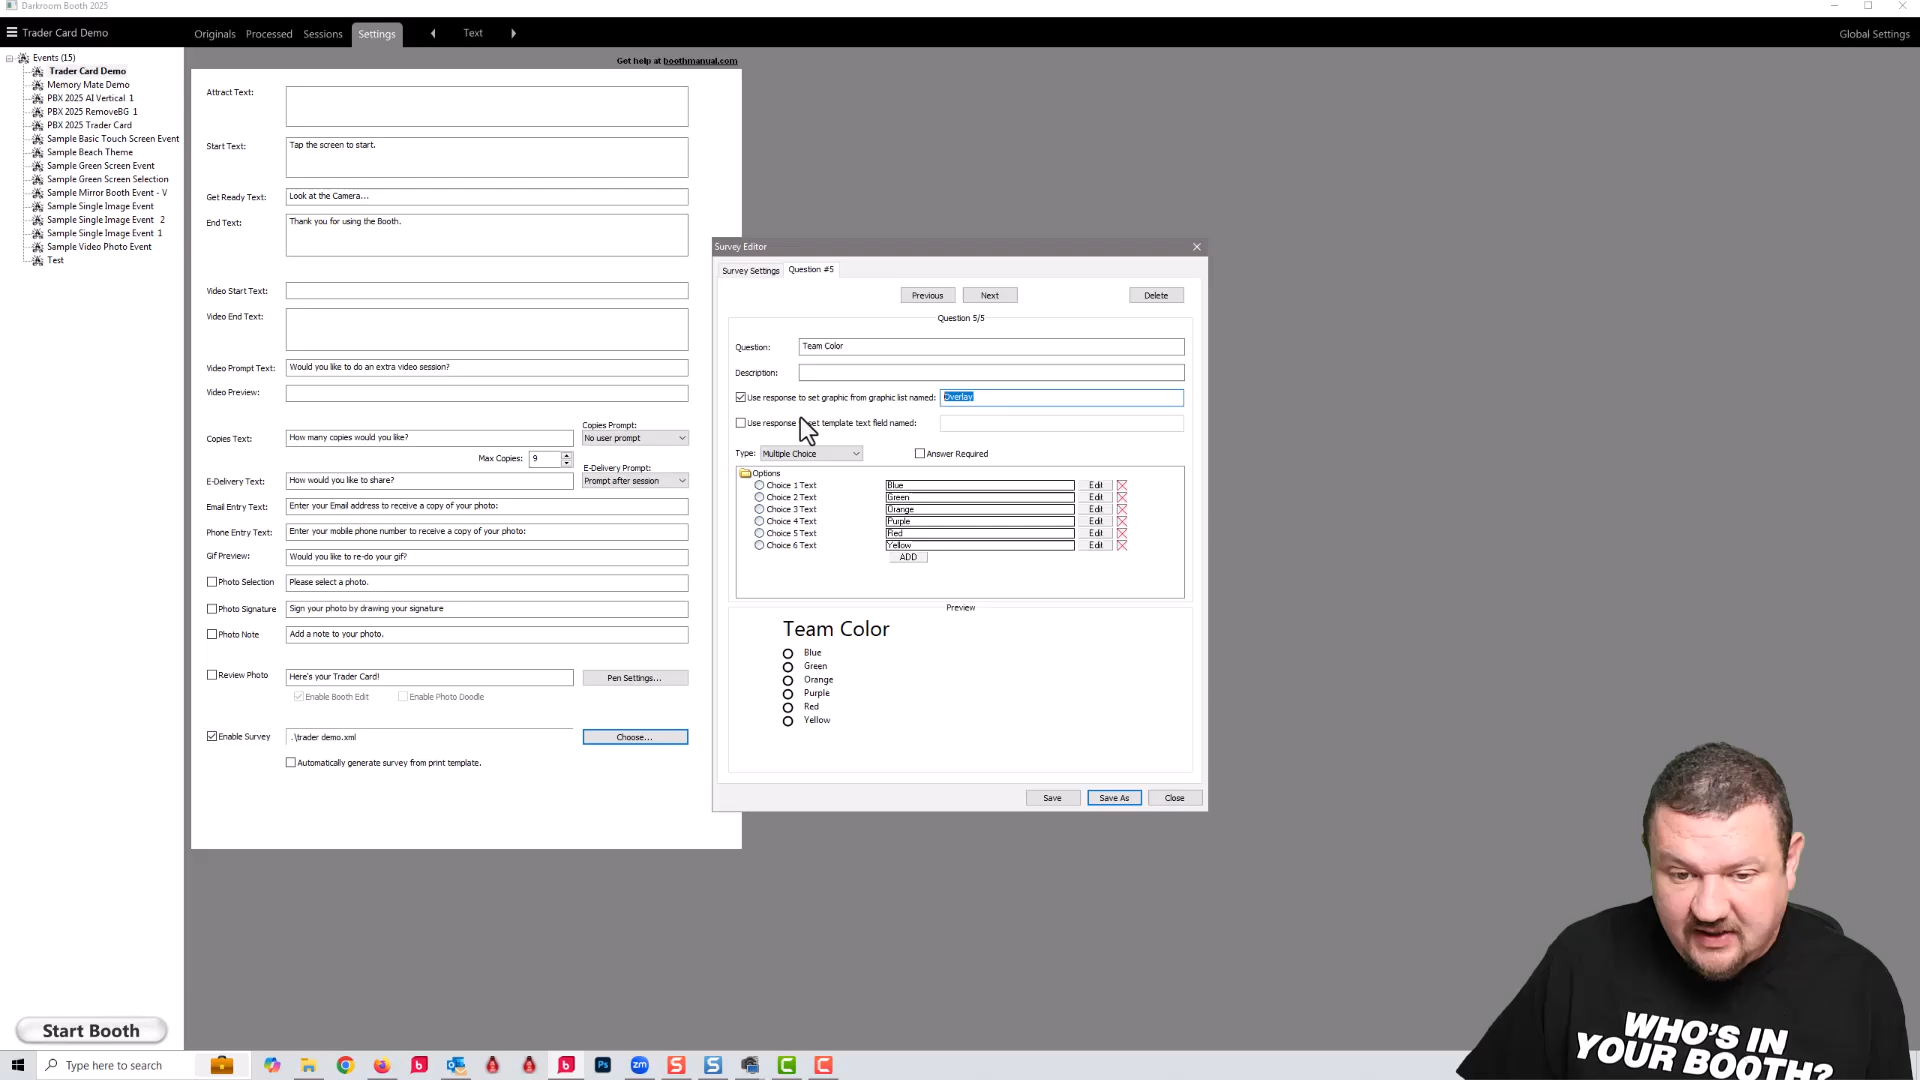 Darkroom Booth 2025
Trader Card Demo
Originals Processed Sessions Settings Text Global Settings
Events (15)
Trader Card Demo
Memory Mate Demo
PBX 2025 AI Vertical 1
PBX 2025 RemoveBG 1
PBX 2025 Trader Card
Sample Basic Touch Screen Event
Sample Beach Theme
Sample Green Screen Event
Sample Green Screen Selection
Sample Mirror Booth Event - V
Sample Single Image Event
Sample Single Image Event 2
Sample Single Image Event 1
Sample Video Photo Event
Test
Start Booth
Get help at boothmanual.com
Attract Text:
Start Text: Tap the screen to start.
Get Ready Text: Look at the Camera...
End Text: Thank you for using the Booth.
Video Start Text:
Video End Text:
Video Prompt Text: Would you like to do an extra video session?
Video Preview:
Copies Prompt:
Copies Text: How many copies would you like? No user prompt
Max Copies: 9
E-Delivery Prompt:
E-Delivery Text: How would you like to share? Prompt after session
Email Entry Text: Enter your Email address to receive a copy of your photo:
Phone Entry Text: Enter your mobile phone number to receive a copy of your photo:
Gif Preview: Would you like to re-do your gif?
Photo Selection Please select a photo.
Photo Signature Sign your photo by drawing your signature
Photo Note Add a note to your photo.
Review Photo Here's your Trader Card! Pen Settings...
Enable Booth Edit Enable Photo Doodle
Enable Survey .\trader demo.xml Choose...
Automatically generate survey from print template.
Survey Editor
Survey Settings Question #5
Previous Next Delete
Question 5/5
Question: Team Color
Description:
Use response to set graphic from graphic list named: Overlay
Use response set template text field named:
Type: Multiple Choice Answer Required
Options
Choice 1 Text Blue Edit
Choice 2 Text Green Edit
Choice 3 Text Orange Edit
Choice 4 Text Purple Edit
Choice 5 Text Red Edit
Choice 6 Text Yellow Edit
ADD
Preview
Team Color
Blue
Green
Orange
Purple
Red
Yellow
Save Save As Close
WHO'S IN
YOUR BOOTH?
Type here to search
b b Ps zm S S C C